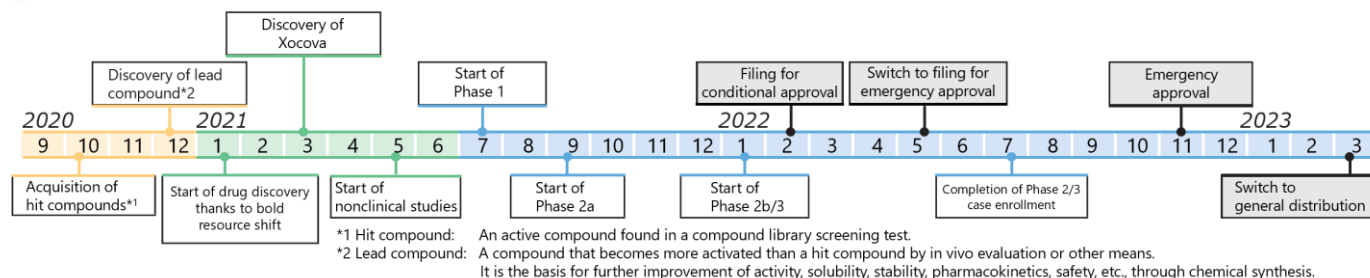 Discovery of
Xocova
Discovery of lead
compound*2
Start of
Phase 1
Filing for
conditional approval
Switch to filing for
emergency approval
Emergency
approval
2020 2021 2022 2023
9 10 11 12 1 2 3 4 5 6 7 8 9 10 11 12 1 2 3 4 5 6 7 8 9 10 11 12 1 2 3
Acquisition of
hit compounds*1
Start of drug discovery
thanks to bold
resource shift
Start of
nonclinical studies
Start of
Phase 2a
Start of
Phase 2b/3
Completion of Phase 2/3
case enrollment
Switch to
general distribution
*1 Hit compound: An active compound found in a compound library screening test.
*2 Lead compound: A compound that becomes more activated than a hit compound by in vivo evaluation or other means.
It is the basis for further improvement of activity, solubility, stability, pharmacokinetics, safety, etc., through chemical synthesis.